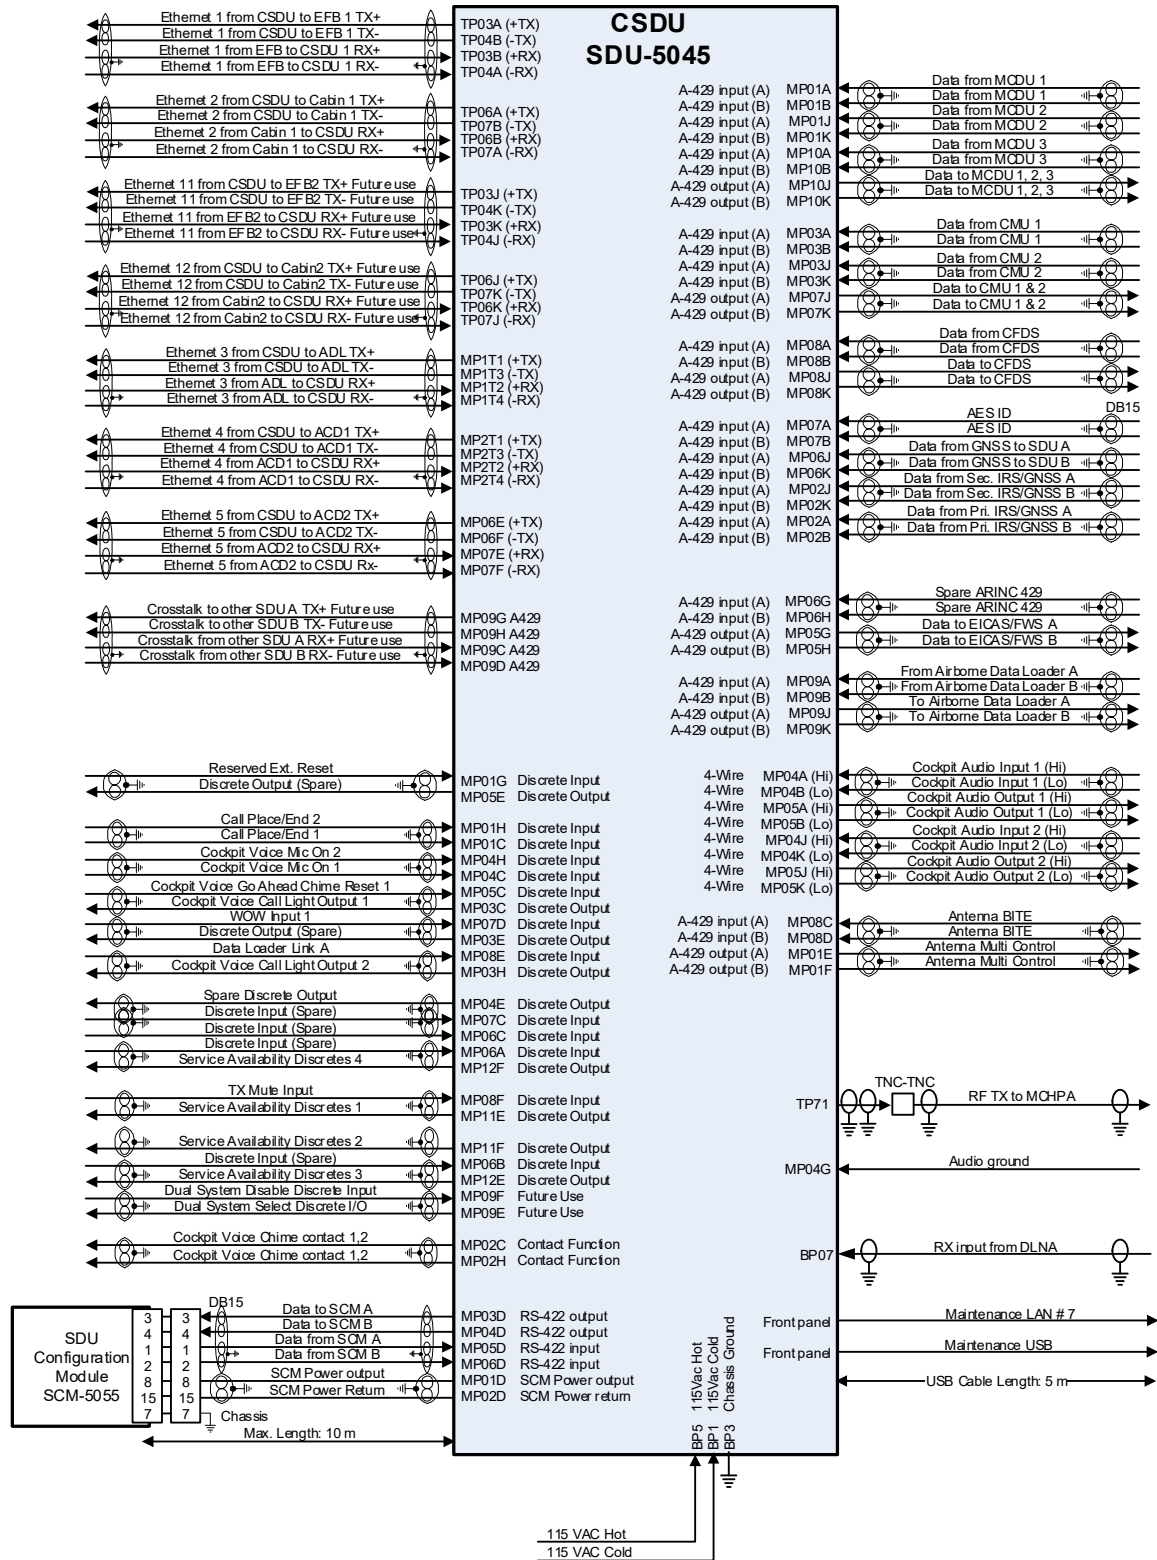 CSDU
SDU-5045
Ethernet 1 from CSDU to EFB 1 TX+
TP03A (+TX)
Ethernet 1 from CSDU to EFB 1 TX-
TP04B (-TX)
Ethernet 1 from EFB to CSDU 1 RX+
TP03B (+RX)
Ethernet 1 from EFB to CSDU 1 RX-
TP04A (-RX)
Ethernet 2 from CSDU to Cabin 1 TX+
TP06A (+TX)
Ethernet 2 from CSDU to Cabin 1 TX-
TP07B (-TX)
Ethernet 2 from Cabin 1 to CSDU RX+
TP06B (+RX)
Ethernet 2 from Cabin 1 to CSDU RX-
TP07A (-RX)
Ethernet 11 from CSDU to EFB2 TX+ Future use
TP03J (+TX)
Ethernet 11 from CSDU to EFB2 TX- Future use
TP04K (-TX)
Ethernet 11 from EFB2 to CSDU RX+ Future use
TP03K (+RX)
Ethernet 11 from EFB2 to CSDU RX- Future use
TP04J (-RX)
Ethernet 12 from CSDU to Cabin2 TX+ Future use
TP06J (+TX)
Ethernet 12 from CSDU to Cabin2 TX- Future use
TP07K (-TX)
Ethernet 12 from Cabin2 to CSDU RX+ Future use
TP06K (+RX)
Ethernet 12 from Cabin2 to CSDU RX- Future use
TP07J (-RX)
Ethernet 3 from CSDU to ADL TX+
MP1T1 (+TX)
Ethernet 3 from CSDU to ADL TX-
MP1T3 (-TX)
Ethernet 3 from ADL to CSDU RX+
MP1T2 (+RX)
Ethernet 3 from ADL to CSDU RX-
MP1T4 (-RX)
Ethernet 4 from CSDU to ACD1 TX+
MP2T1 (+TX)
Ethernet 4 from CSDU to ACD1 TX-
MP2T3 (-TX)
Ethernet 4 from ACD1 to CSDU RX+
MP2T2 (+RX)
Ethernet 4 from ACD1 to CSDU RX-
MP2T4 (-RX)
Ethernet 5 from CSDU to ACD2 TX+
MP06E (+TX)
Ethernet 5 from CSDU to ACD2 TX-
MP06F (-TX)
Ethernet 5 from ACD2 to CSDU RX+
MP07E (+RX)
Ethernet 5 from ACD2 to CSDU Rx-
MP07F (-RX)
Crosstalk to other SDU A TX+ Future use
MP09G A429
Crosstalk to other SDU B TX- Future use
MP09H A429
Crosstalk from other SDU A RX+ Future use
MP09C A429
Crosstalk from other SDU B RX- Future use
MP09D A429
Reserved Ext. Reset
MP01G Discrete Input
Discrete Output (Spare)
MP05E Discrete Output
Call Place/End 2
MP01H Discrete Input
Call Place/End 1
MP01C Discrete Input
Cockpit Voice Mic On 2
MP04H Discrete Input
Cockpit Voice Mic On 1
MP04C Discrete Input
Cockpit Voice Go Ahead Chime Reset 1
MP05C Discrete Input
Cockpit Voice Call Light Output 1
MP03C Discrete Output
WOW Input 1
MP07D Discrete Input
Discrete Output (Spare)
MP03E Discrete Output
Data Loader Link A
MP08E Discrete Input
Cockpit Voice Call Light Output 2
MP03H Discrete Output
Spare Discrete Output
MP04E Discrete Output
Discrete Input (Spare)
MP07C Discrete Input
Discrete Input (Spare)
MP06C Discrete Input
Discrete Input (Spare)
MP06A Discrete Input
Service Availability Discretes 4
MP12F Discrete Output
TX Mute Input
MP08F Discrete Input
Service Availability Discretes 1
MP11E Discrete Output
Service Availability Discretes 2
MP11F Discrete Output
Discrete Input (Spare)
MP06B Discrete Input
Service Availability Discretes 3
MP12E Discrete Output
Dual System Disable Discrete Input
MP09F Future Use
Dual System Select Discrete I/O
MP09E Future Use
Cockpit Voice Chime contact 1,2
MP02C Contact Function
Cockpit Voice Chime contact 1,2
MP02H Contact Function
SDU
Configuration
Module
SCM-5055
DB15
3 3
Data to SCM A
MP03D RS-422 output
4 4
Data to SCM B
MP04D RS-422 output
1 1
Data from SCM A
MP05D RS-422 input
2 2
Data from SCM B
MP06D RS-422 input
8 8
SCM Power output
MP01D SCM Power output
15 15
SCM Power Return
MP02D SCM Power return
7 7
Chassis
Max. Length: 10 m
A-429 input (A) MP01A
Data from MCDU 1
A-429 input (B) MP01B
Data from MCDU 1
A-429 input (A) MP01J
Data from MCDU 2
A-429 input (B) MP01K
Data from MCDU 2
A-429 input (A) MP10A
Data from MCDU 3
A-429 input (B) MP10B
Data from MCDU 3
A-429 output (A) MP10J
Data to MCDU 1, 2, 3
A-429 output (B) MP10K
Data to MCDU 1, 2, 3
A-429 input (A) MP03A
Data from CMU 1
A-429 input (B) MP03B
Data from CMU 1
A-429 input (A) MP03J
Data from CMU 2
A-429 input (B) MP03K
Data from CMU 2
A-429 output (A) MP07J
Data to CMU 1 & 2
A-429 output (B) MP07K
Data to CMU 1 & 2
A-429 input (A) MP08A
Data from CFDS
A-429 input (B) MP08B
Data from CFDS
A-429 output (A) MP08J
Data to CFDS
A-429 output (B) MP08K
Data to CFDS
DB15
A-429 input (A) MP07A
AES ID
A-429 input (B) MP07B
AES ID
A-429 input (A) MP06J
Data from GNSS to SDU A
A-429 input (B) MP06K
Data from GNSS to SDU B
A-429 input (A) MP02J
Data from Sec. IRS/GNSS A
A-429 input (B) MP02K
Data from Sec. IRS/GNSS B
A-429 input (A) MP02A
Data from Pri. IRS/GNSS A
A-429 input (B) MP02B
Data from Pri. IRS/GNSS B
A-429 input (A) MP06G
Spare ARINC 429
A-429 input (B) MP06H
Spare ARINC 429
A-429 output (A) MP05G
Data to EICAS/FWS A
A-429 output (B) MP05H
Data to EICAS/FWS B
A-429 input (A) MP09A
From Airborne Data Loader A
A-429 input (B) MP09B
From Airborne Data Loader B
A-429 output (A) MP09J
To Airborne Data Loader A
A-429 output (B) MP09K
To Airborne Data Loader B
4-Wire MP04A (Hi)
Cockpit Audio Input 1 (Hi)
4-Wire MP04B (Lo)
Cockpit Audio Input 1 (Lo)
4-Wire MP05A (Hi)
Cockpit Audio Output 1 (Hi)
4-Wire MP05B (Lo)
Cockpit Audio Output 1 (Lo)
4-Wire MP04J (Hi)
Cockpit Audio Input 2 (Hi)
4-Wire MP04K (Lo)
Cockpit Audio Input 2 (Lo)
4-Wire MP05J (Hi)
Cockpit Audio Output 2 (Hi)
4-Wire MP05K (Lo)
Cockpit Audio Output 2 (Lo)
A-429 input (A) MP08C
Antenna BITE
A-429 input (B) MP08D
Antenna BITE
A-429 output (A) MP01E
Antenna Multi Control
A-429 output (B) MP01F
Antenna Multi Control
TNC-TNC
TP71
RF TX to MCHPA
MP04G
Audio ground
BP07
RX input from DLNA
Front panel
Maintenance LAN # 7
Front panel
Maintenance USB
USB Cable Length: 5 m
BP5 115Vac Hot
BP1 115Vac Cold
BP3 Chassis Ground
115 VAC Hot
115 VAC Cold